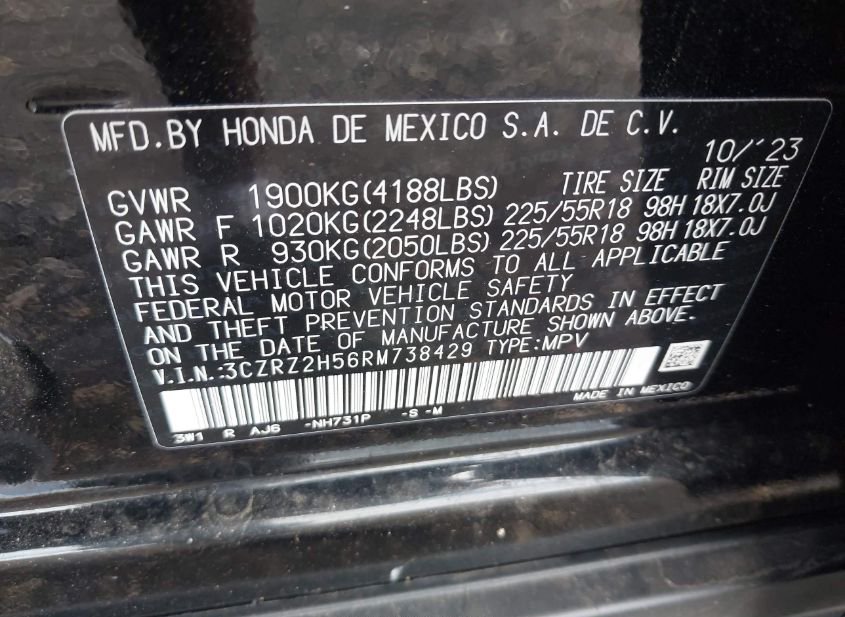 MFD.BY HONDA DE MEXICO S.A. DE C.V.
10/'23
GVWR 1900KG(4188LBS) TIRE SIZE RIM SIZE
GAWR F 1020KG(2248LBS) 225/55R18 98H 18X7.0J
GAWR R 930KG(2050LBS) 225/55R18 98H 18X7.0J
THIS VEHICLE CONFORMS TO ALL APPLICABLE
FEDERAL MOTOR VEHICLE SAFETY
AND THEFT PREVENTION STANDARDS IN EFFECT
ON THE DATE OF MANUFACTURE SHOWN ABOVE.
V.I.N.:3CZRZ2H56RM738429 TYPE:MPV
MADE IN MEXICO
3W1 R AJ6 -NH731P -S -M